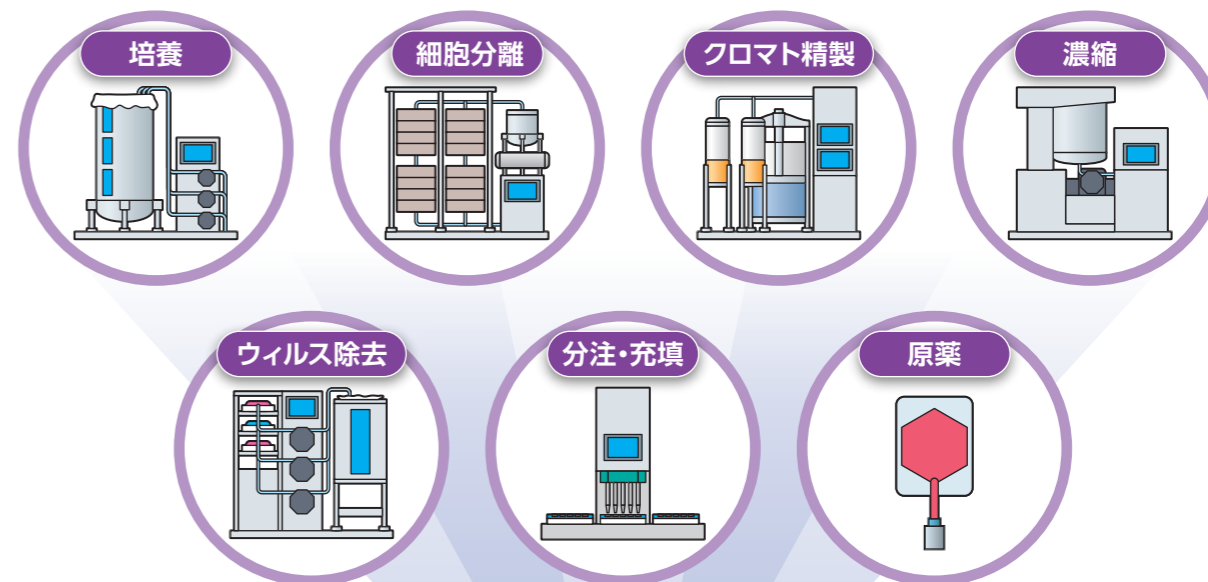 培養
細胞分離
クロマト精製
濃縮
ウィルス除去
分注・充填
原薬